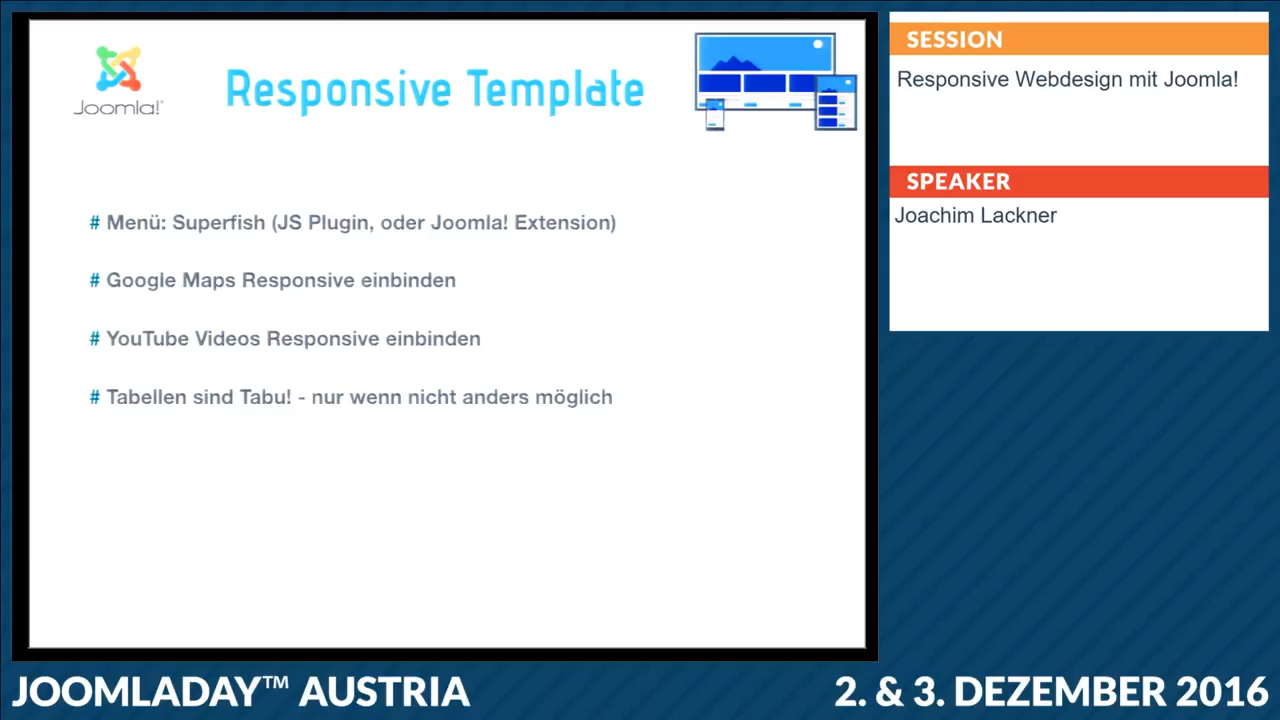 Joomla!®
Responsive Template
# Menü: Superfish (JS Plugin, oder Joomla! Extension)
# Google Maps Responsive einbinden
# YouTube Videos Responsive einbinden
# Tabellen sind Tabu! - nur wenn nicht anders möglich
SESSION
Responsive Webdesign mit Joomla!
SPEAKER
Joachim Lackner
JOOMLADAY™ AUSTRIA
2. & 3. DEZEMBER 2016